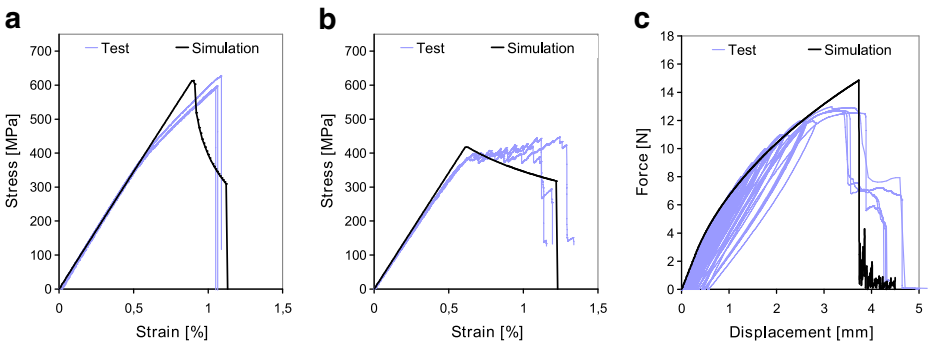 a
Test
Simulation
700
600
500
400
300
200
100
0
0
0,5
1
1,5
Stress [MPa]
Strain [%]
b
Test
Simulation
700
600
500
400
300
200
100
0
0
0,5
1
1,5
Stress [MPa]
Strain [%]
c
Test
Simulation
18
16
14
12
10
8
6
4
2
0
0
1
2
3
4
5
Force [N]
Displacement [mm]